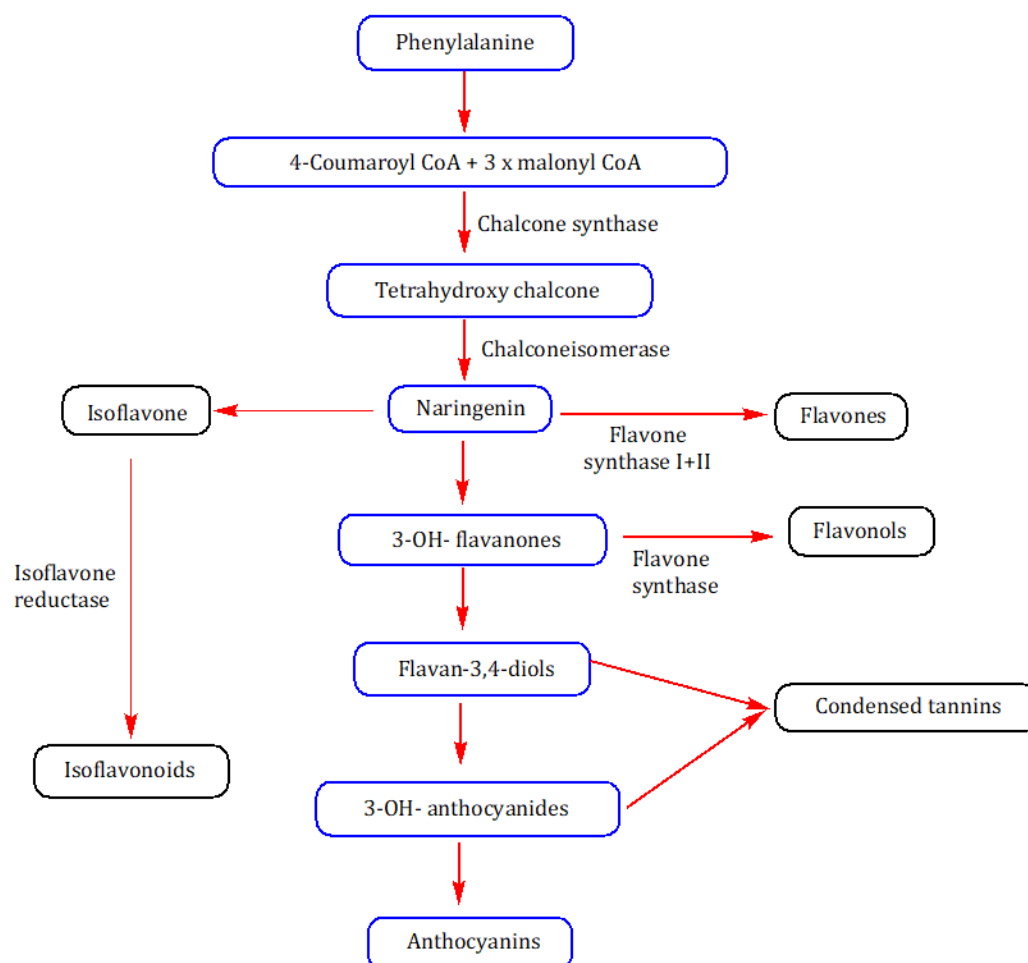 Phenylalanine
4-Coumaroyl CoA + 3 x malonyl CoA
Chalcone synthase
Tetrahydroxy chalcone
Chalconeisomerase
Isoflavone
Naringenin
Flavones
Flavone
synthase I+II
3-OH- flavanones
Flavonols
Flavone
synthase
Isoflavone
reductase
Flavan-3,4-diols
Condensed tannins
Isoflavonoids
3-OH- anthocyanides
Anthocyanins